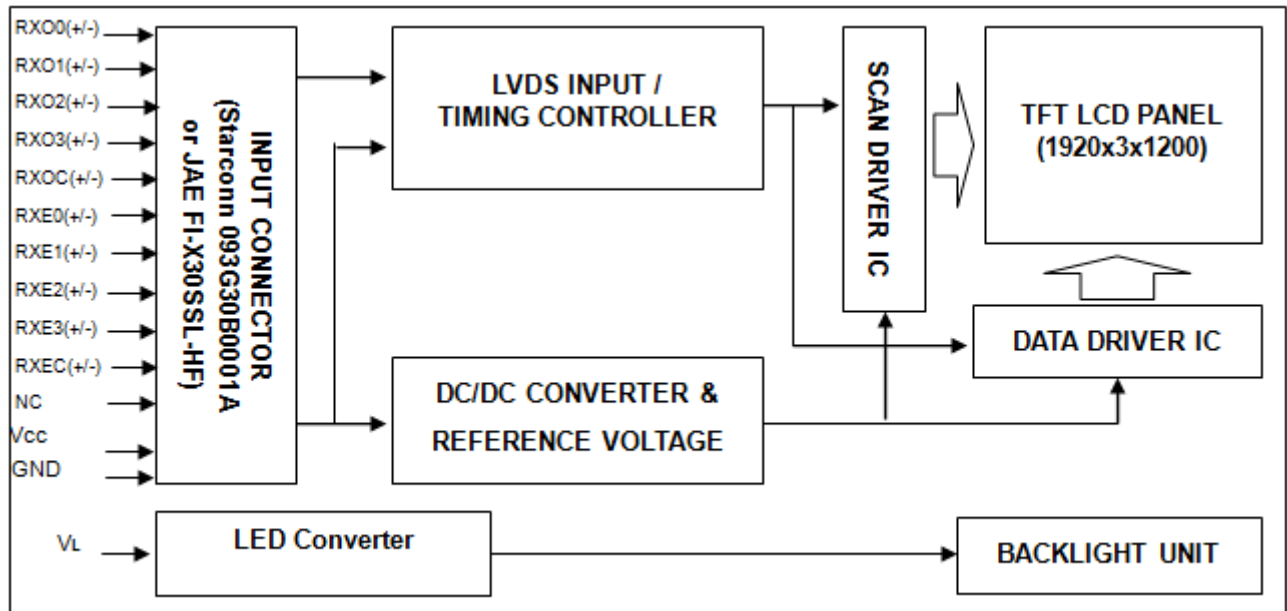 RXO0(+/-)
RXO1(+/-)
RXO2(+/-)
RXO3(+/-)
RXOC(+/-)
RXE0(+/-)
RXE1(+/-)
RXE2(+/-)
RXE3(+/-)
RXEC(+/-)
NC
Vcc
GND
VL
INPUT CONNECTOR
(Starconn 093G30B0001A
or JAE FI-X30SSL-HF)
LVDS INPUT /
TIMING CONTROLLER
DC/DC CONVERTER &
REFERENCE VOLTAGE
SCAN DRIVER IC
TFT LCD PANEL
(1920x3x1200)
DATA DRIVER IC
LED Converter
BACKLIGHT UNIT